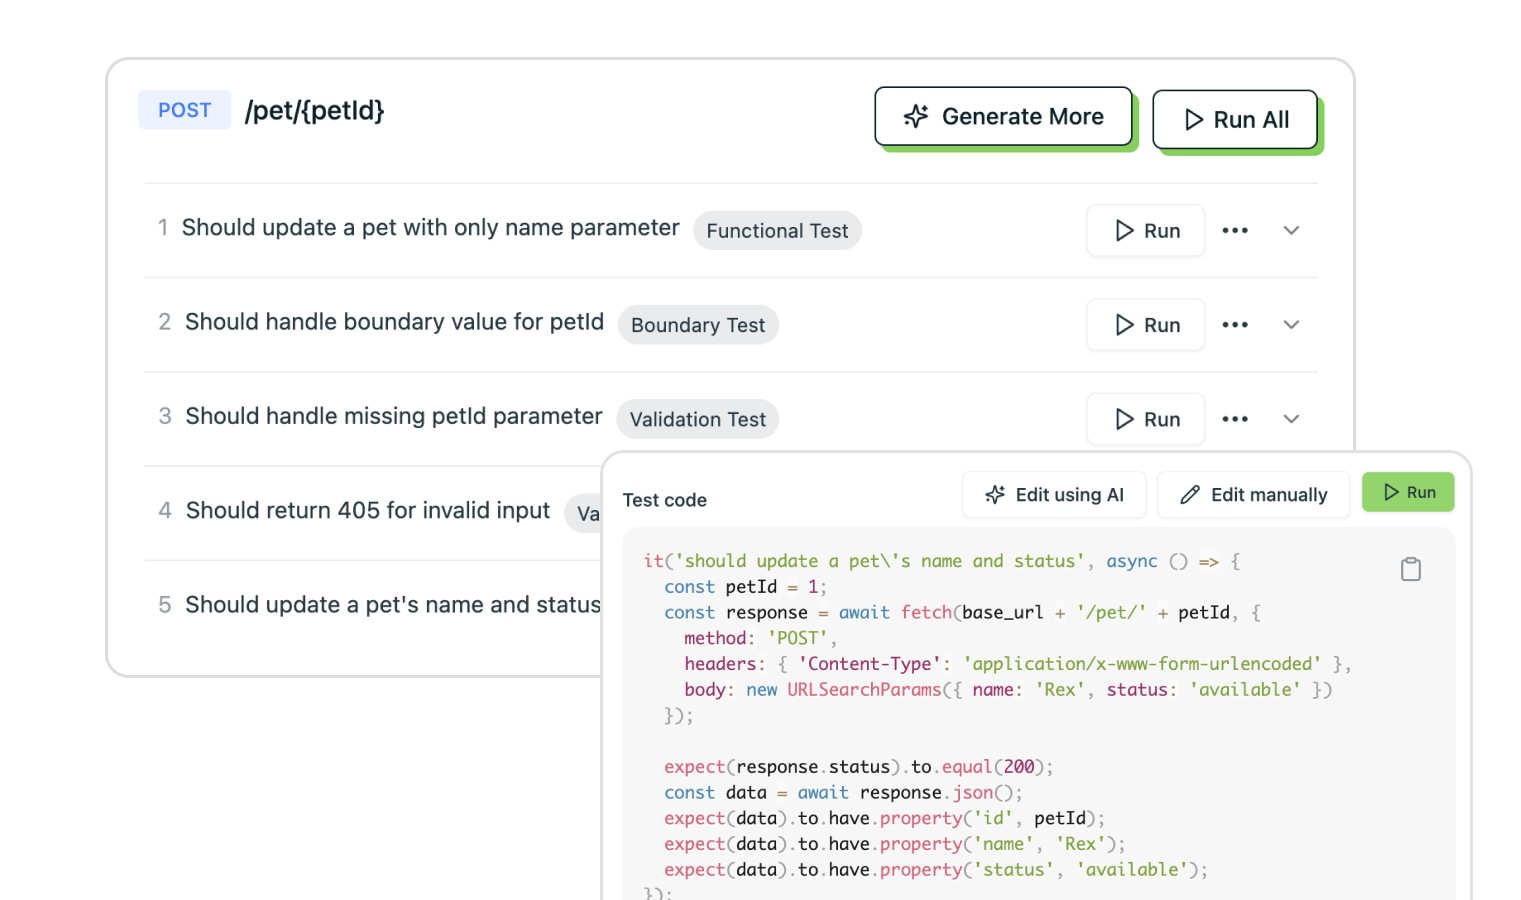 POST /pet/{petId}
Generate More
Run All
1 Should update a pet with only name parameter Functional Test Run
2 Should handle boundary value for petId Boundary Test Run
3 Should handle missing petId parameter Validation Test Run
4 Should return 405 for invalid input Va
5 Should update a pet's name and status
Test code
Edit using AI
Edit manually
Run
it('should update a pet\'s name and status', async () => {
  const petId = 1;
  const response = await fetch(base_url + '/pet/' + petId, {
    method: 'POST',
    headers: { 'Content-Type': 'application/x-www-form-urlencoded' },
    body: new URLSearchParams({ name: 'Rex', status: 'available' })
  });
  expect(response.status).to.equal(200);
  const data = await response.json();
  expect(data).to.have.property('id', petId);
  expect(data).to.have.property('name', 'Rex');
  expect(data).to.have.property('status', 'available');
});